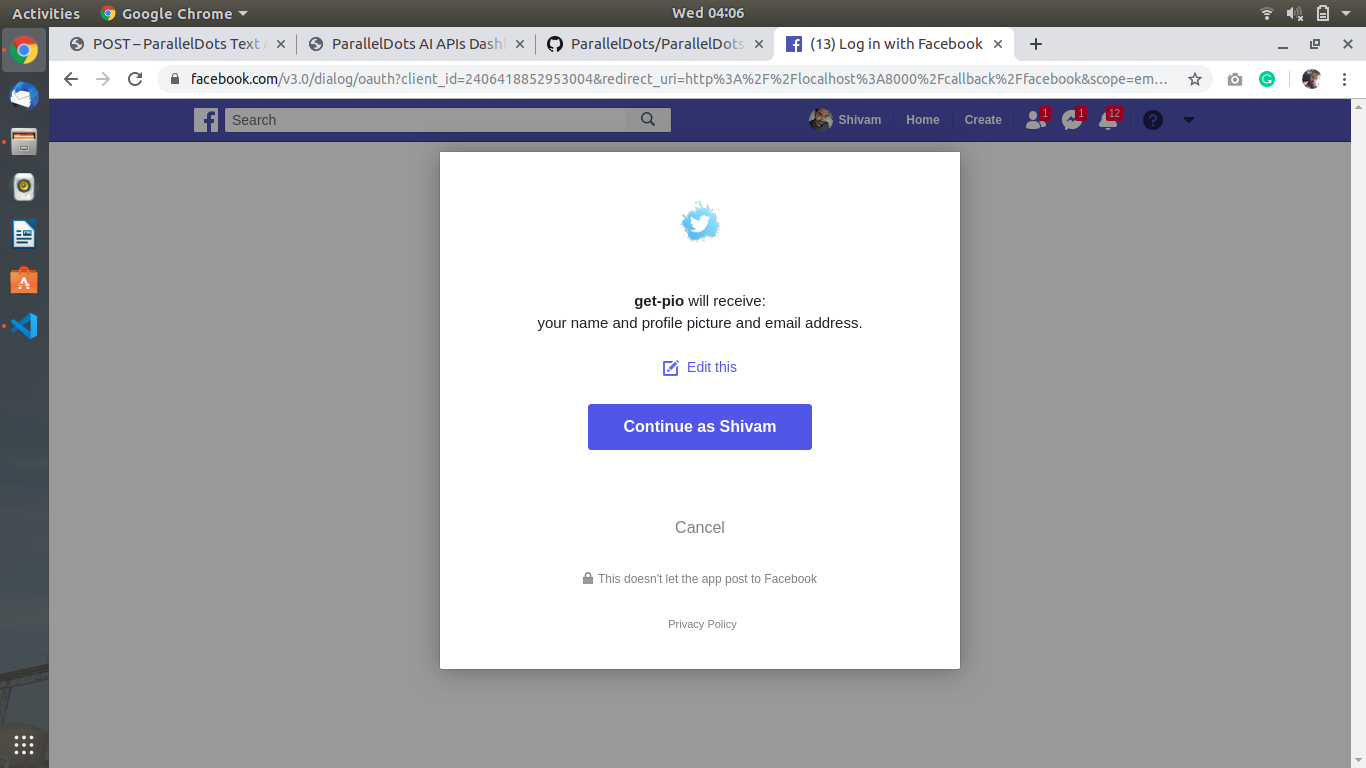 Activities Google Chrome Wed 04:06
POST – ParallelDots Text A ParallelDots AI APIs Dashb ParallelDots/ParallelDots (13) Log in with Facebook
facebook.com/v3.0/dialog/oauth?client_id=2406418852953004&redirect_uri=http%3A%2F%2Flocalhost%3A8000%2Fcallback%2Ffacebook&scope=em…
Search Shivam Home Create 1 1 12
get-pio will receive:
your name and profile picture and email address.
Edit this
Continue as Shivam
Cancel
This doesn't let the app post to Facebook
Privacy Policy